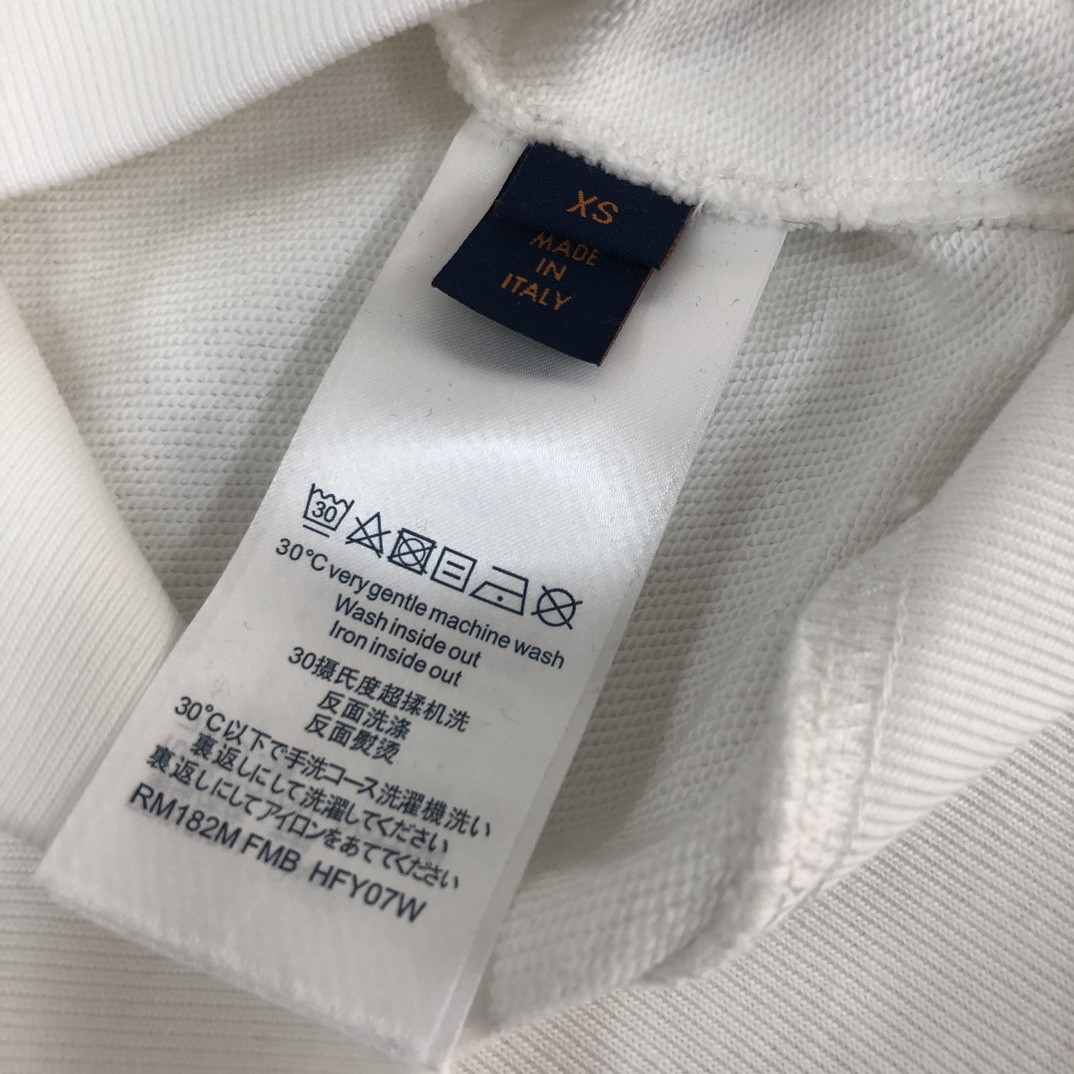 XS
MADE
IN
ITALY
30
30°C very gentle machine wash
Wash inside out
Iron inside out
30摄氏度超揉机洗
反面洗涤
反面熨烫
30℃以下で手洗コース洗濯機洗い
裏返しにして洗濯してください
裏返しにしてアイロンをあててください
RM182M FMB HFY07W